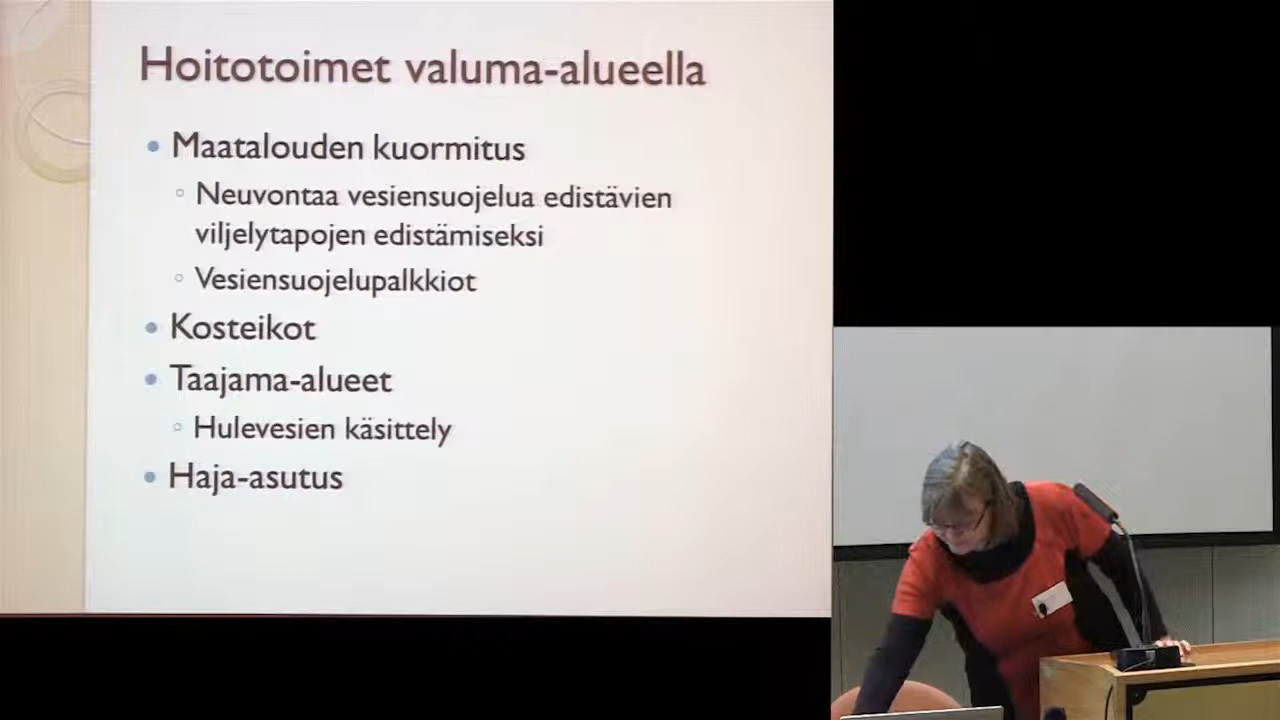 Hoitotoimet valuma-alueella
Maatalouden kuormitus
Neuvontaa vesiensuojelua edistävien
viljelytapojen edistämiseksi
Vesiensuojelupalkkiot
Kosteikot
Taajama-alueet
Hulevesien käsittely
Haja-asutus